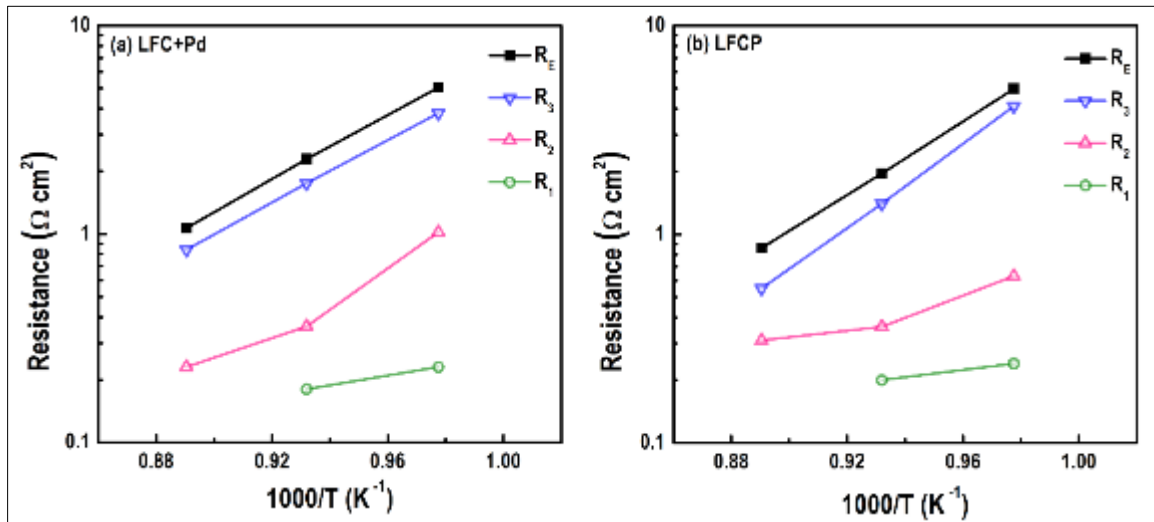 (a) LFC+Pd
R_E
R_3
R_2
R_1
10
1
0.1
Resistance (Ω cm²)
0.88 0.92 0.96 1.00
1000/T (K⁻¹)
(b) LFCP
R_E
R_3
R_2
R_1
10
1
0.1
Resistance (Ω cm²)
0.88 0.92 0.96 1.00
1000/T (K⁻¹)